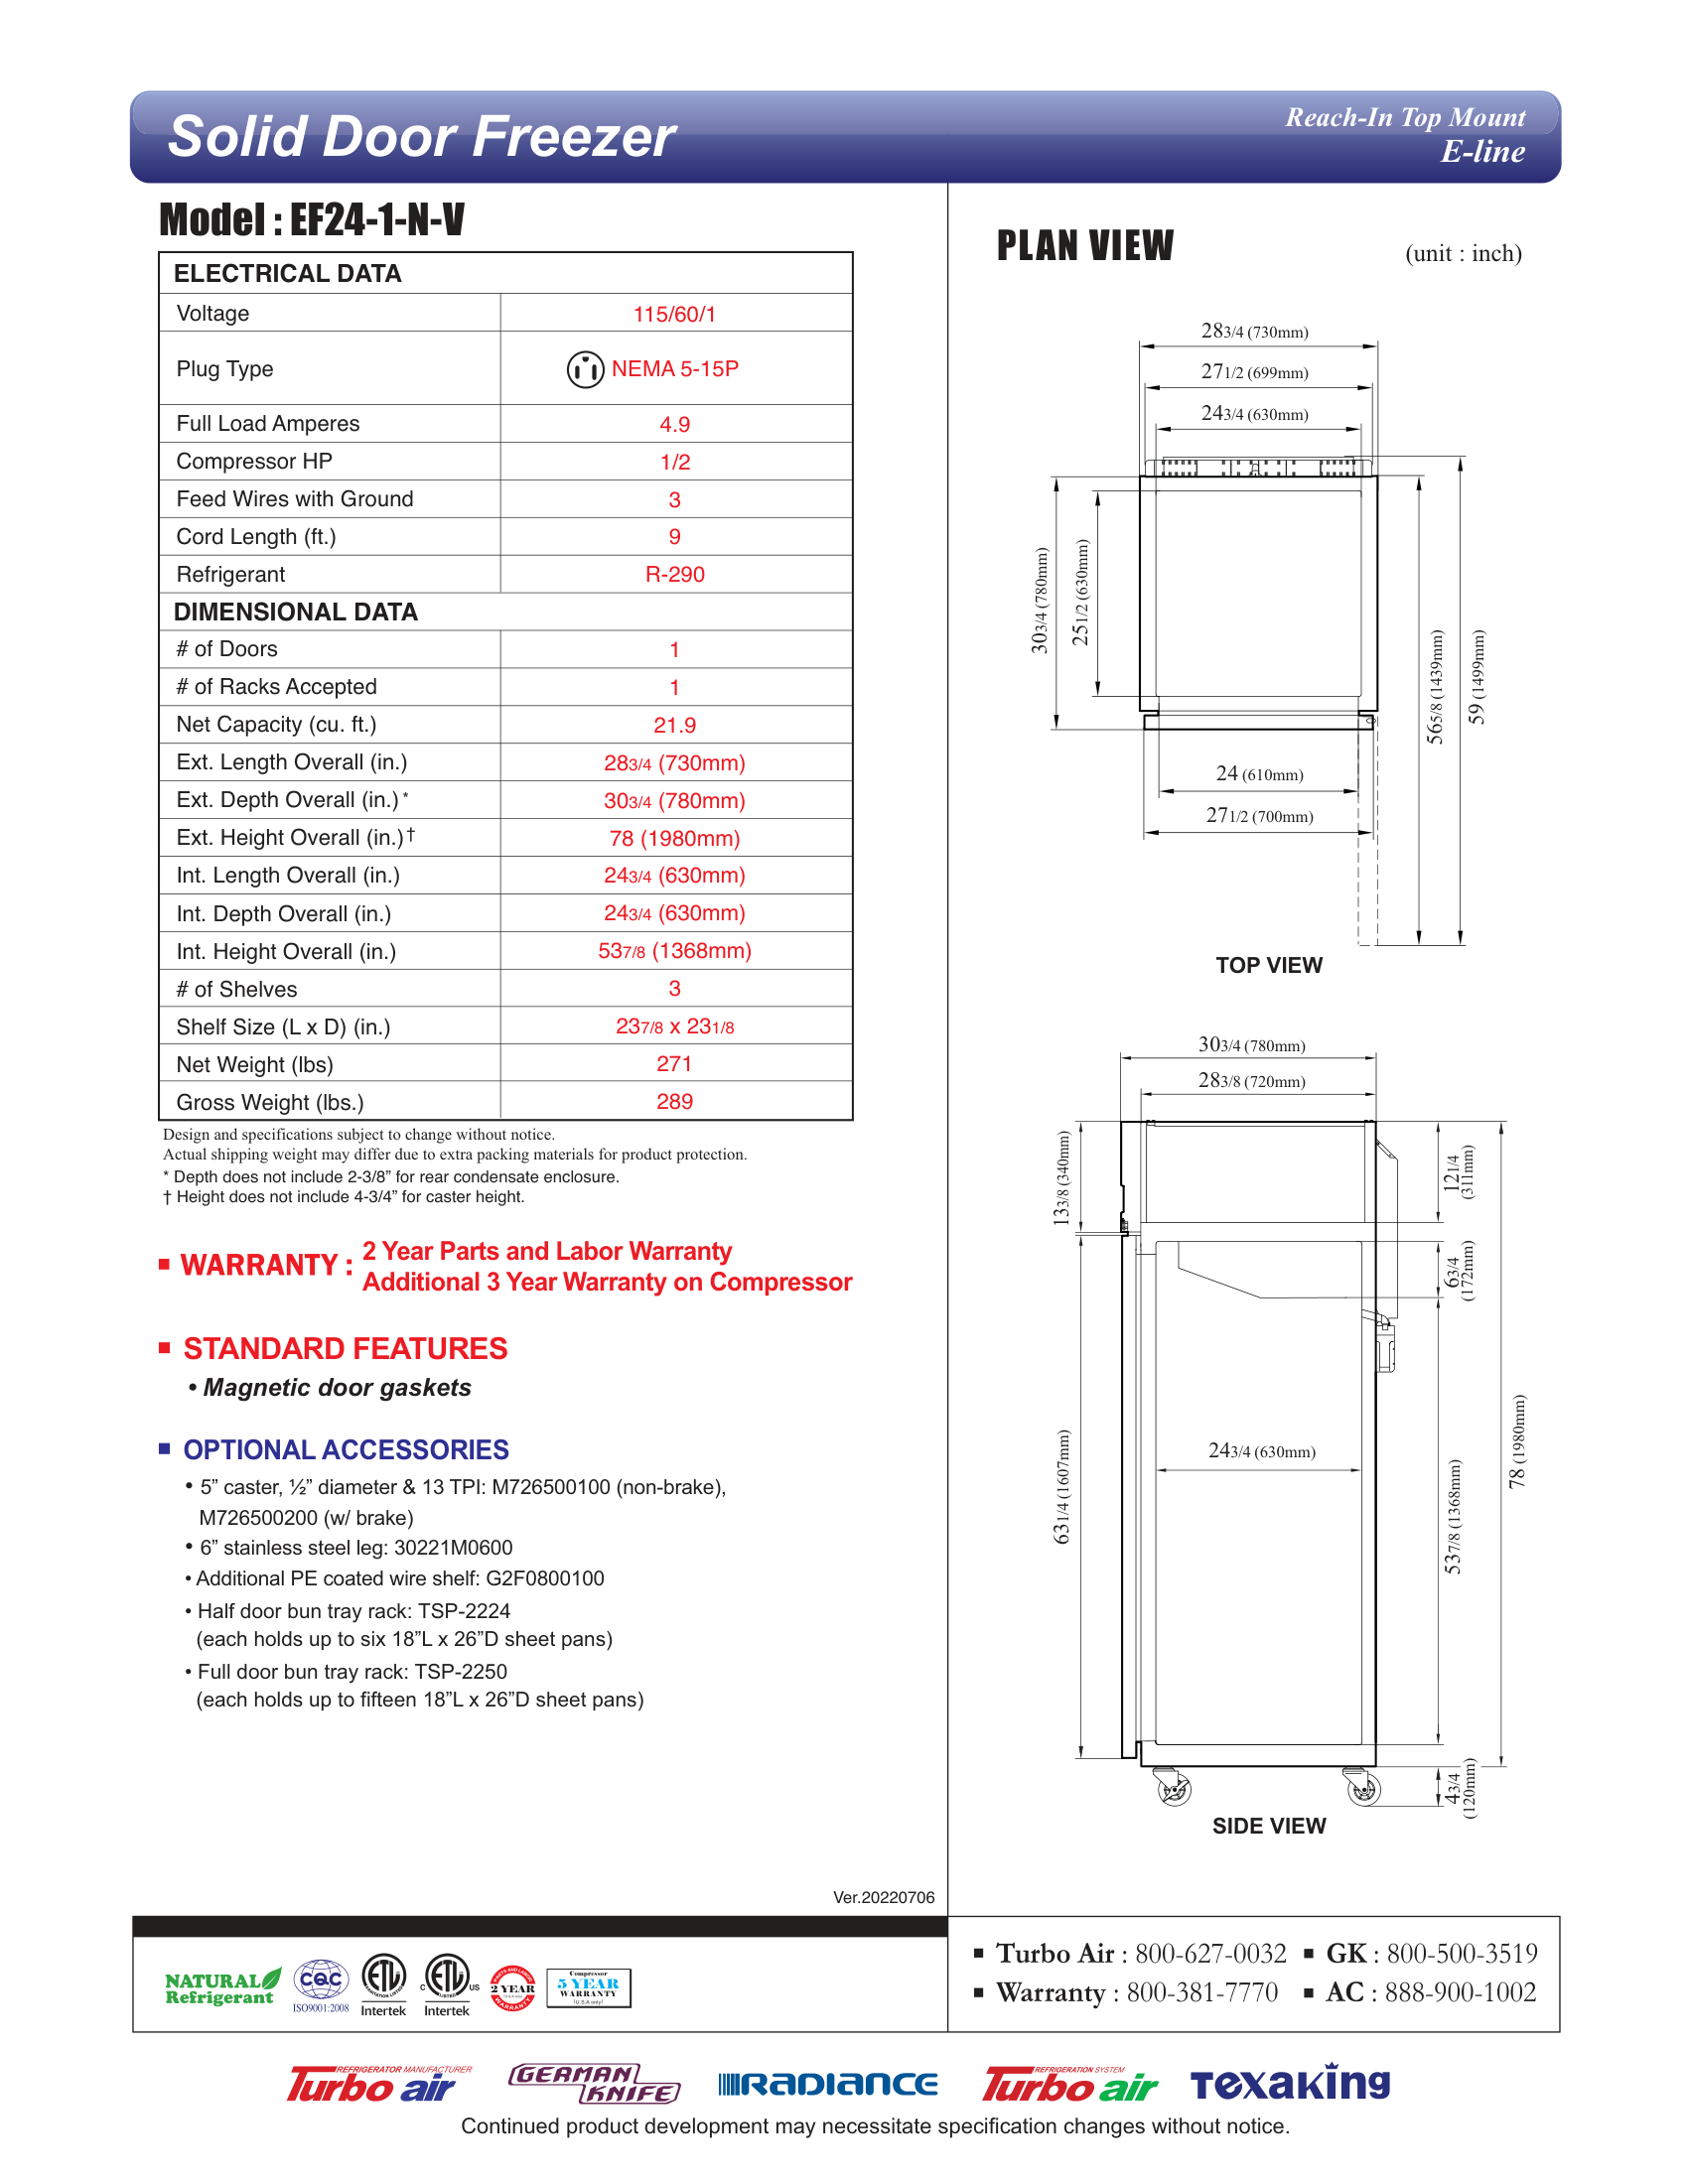 Solid Door Freezer
Reach-In Top Mount
E-line
Model : EF24-1-N-V
ELECTRICAL DATA
Voltage 115/60/1
Plug Type NEMA 5-15P
Full Load Amperes 4.9
Compressor HP 1/2
Feed Wires with Ground 3
Cord Length (ft.) 9
Refrigerant R-290
DIMENSIONAL DATA
# of Doors 1
# of Racks Accepted 1
Net Capacity (cu. ft.) 21.9
Ext. Length Overall (in.) 28 3/4 (730mm)
Ext. Depth Overall (in.)* 30 3/4 (780mm)
Ext. Height Overall (in.)† 78 (1980mm)
Int. Length Overall (in.) 24 3/4 (630mm)
Int. Depth Overall (in.) 24 3/4 (630mm)
Int. Height Overall (in.) 53 7/8 (1368mm)
# of Shelves 3
Shelf Size (L x D) (in.) 23 7/8 x 23 1/8
Net Weight (lbs) 271
Gross Weight (lbs.) 289
Design and specifications subject to change without notice.
Actual shipping weight may differ due to extra packing materials for product protection.
* Depth does not include 2-3/8” for rear condensate enclosure.
† Height does not include 4-3/4” for caster height.
WARRANTY : 2 Year Parts and Labor Warranty
Additional 3 Year Warranty on Compressor
STANDARD FEATURES
• Magnetic door gaskets
OPTIONAL ACCESSORIES
• 5” caster, ½” diameter & 13 TPI: M726500100 (non-brake),
M726500200 (w/ brake)
• 6” stainless steel leg: 30221M0600
• Additional PE coated wire shelf: G2F0800100
• Half door bun tray rack: TSP-2224
(each holds up to six 18”L x 26”D sheet pans)
• Full door bun tray rack: TSP-2250
(each holds up to fifteen 18”L x 26”D sheet pans)
Ver.20220706
PLAN VIEW
(unit : inch)
28 3/4 (730mm)
27 1/2 (699mm)
24 3/4 (630mm)
30 3/4 (780mm)
25 1/2 (630mm)
56 5/8 (1439mm)
59 (1499mm)
24 (610mm)
27 1/2 (700mm)
TOP VIEW
30 3/4 (780mm)
28 3/8 (720mm)
13 3/8 (340mm)
12 1/4
(311mm)
6 3/4
(172mm)
63 1/4 (1607mm)
24 3/4 (630mm)
53 7/8 (1368mm)
78 (1980mm)
4 3/4
(120mm)
SIDE VIEW
NATURAL
Refrigerant
CQC
ISO9001:2008
ETL
Intertek
C ETL US
LISTED
Intertek
PARTS AND LABOR
2 YEAR
WARRANTY
Compressor
5 YEAR
WARRANTY
(U.S.A only)
Turbo Air : 800-627-0032
GK : 800-500-3519
Warranty : 800-381-7770
AC : 888-900-1002
REFRIGERATOR MANUFACTURER
Turbo air
GERMAN
KNIFE
RADIANCE
REFRIGERATION SYSTEM
Turbo air
TEXAKING
Continued product development may necessitate specification changes without notice.